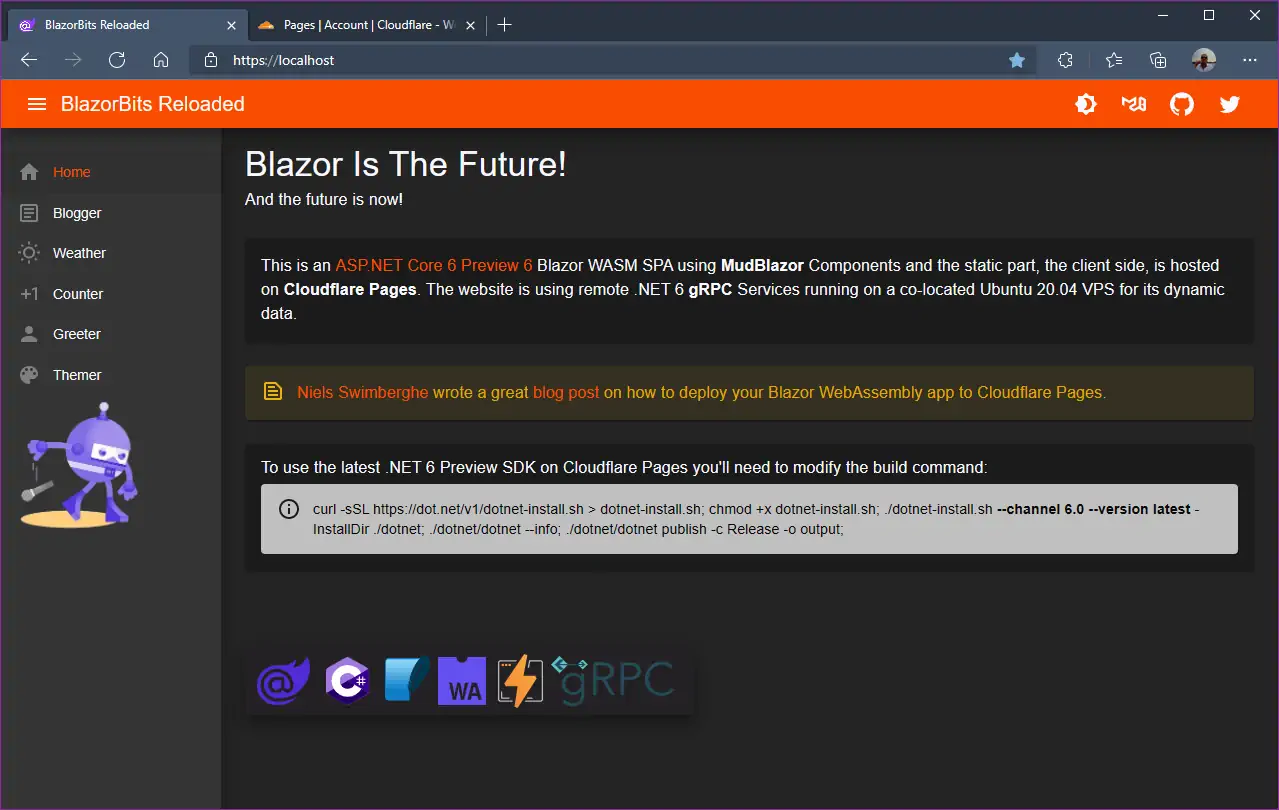 BlazorBits Reloaded
Pages | Account | Cloudflare - W
https://localhost
BlazorBits Reloaded
Home
Blogger
Weather
+1 Counter
Greeter
Themer
Blazor Is The Future!
And the future is now!
This is an ASP.NET Core 6 Preview 6 Blazor WASM SPA using MudBlazor Components and the static part, the client side, is hosted
on Cloudflare Pages. The website is using remote .NET 6 gRPC Services running on a co-located Ubuntu 20.04 VPS for its dynamic
data.
Niels Swimberghe wrote a great blog post on how to deploy your Blazor WebAssembly app to Cloudflare Pages.
To use the latest .NET 6 Preview SDK on Cloudflare Pages you'll need to modify the build command:
curl -sSL https://dot.net/v1/dotnet-install.sh > dotnet-install.sh; chmod +x dotnet-install.sh; ./dotnet-install.sh --channel 6.0 --version latest -
InstallDir ./dotnet; ./dotnet/dotnet --info; ./dotnet/dotnet publish -c Release -o output;
@ C# WA gRPC